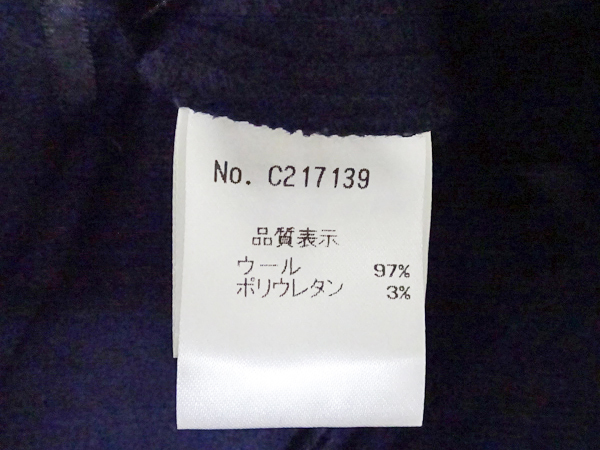 No. C217139
品質表示
ウール 97%
ポリウレタン 3%